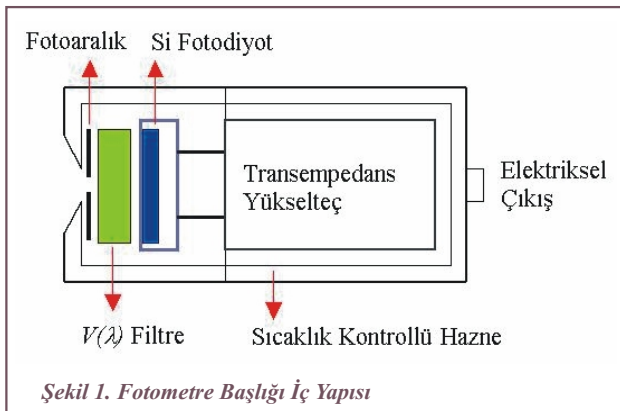 Fotoaralık
Si Fotodiyot
Transempedans
Yükselteç
Elektriksel
Çıkış
V(λ) Filtre
Sıcaklık Kontrollü Hazne
Şekil 1. Fotometre Başlığı İç Yapısı